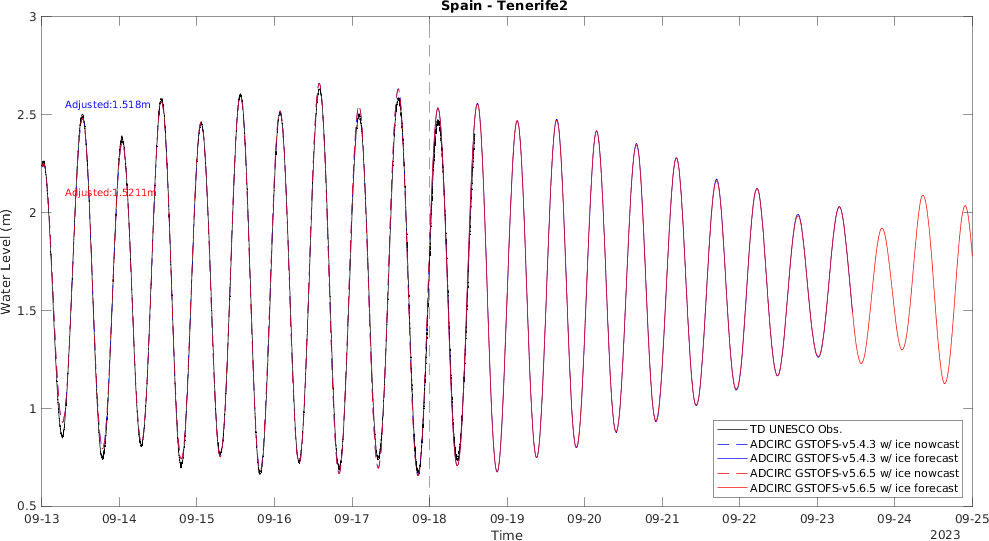 Spain - Tenerife2
3
2.5
2
1.5
1
0.5
Water Level (m)
Adjusted:1.518m
Adjusted:1.5211m
TD UNESCO Obs.
ADCIRC GSTOFS-v5.4.3 w/ ice nowcast
ADCIRC GSTOFS-v5.4.3 w/ ice forecast
ADCIRC GSTOFS-v5.6.5 w/ ice nowcast
ADCIRC GSTOFS-v5.6.5 w/ ice forecast
09-13 09-14 09-15 09-16 09-17 09-18 09-19 09-20 09-21 09-22 09-23 09-24 09-25
Time
2023